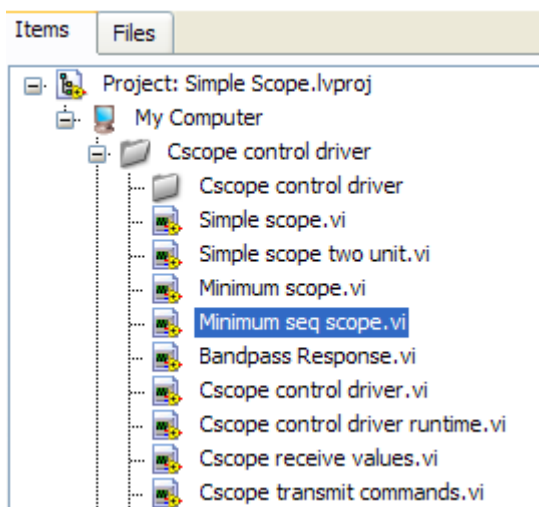 Items Files
Project: Simple Scope.lvproj
My Computer
Cscope control driver
Cscope control driver
Simple scope.vi
Simple scope two unit.vi
Minimum scope.vi
Minimum seq scope.vi
Bandpass Response.vi
Cscope control driver.vi
Cscope control driver runtime.vi
Cscope receive values.vi
Cscope transmit commands.vi